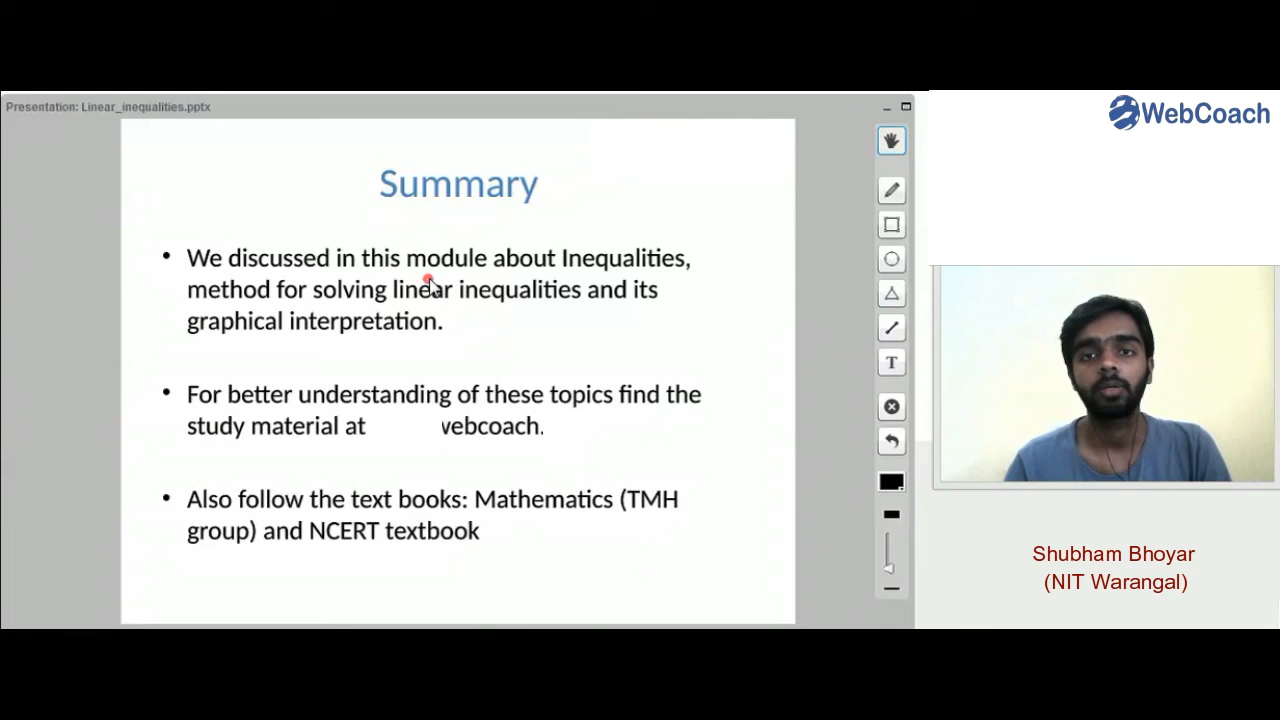 Presentation: Linear_inequalities.pptx
WebCoach
Summary
• We discussed in this module about Inequalities,
method for solving linear inequalities and its
graphical interpretation.
• For better understanding of these topics find the
study material at webcoach.
• Also follow the text books: Mathematics (TMH
group) and NCERT textbook
T
Shubham Bhoyar
(NIT Warangal)